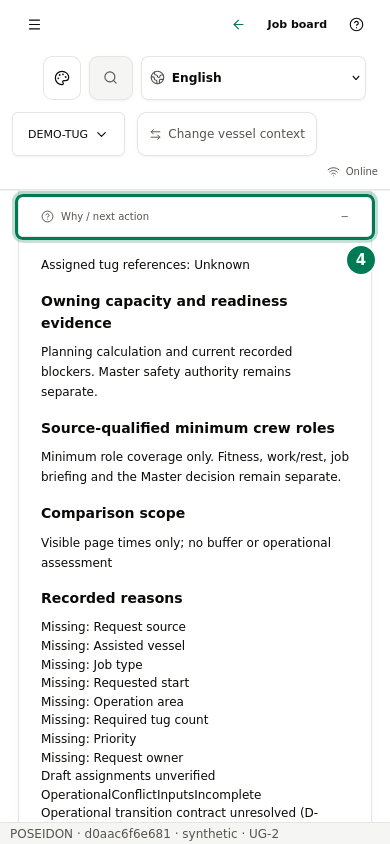 Job board
English
DEMO-TUG
Change vessel context
Online
Why / next action
4
Assigned tug references: Unknown
Owning capacity and readiness
evidence
Planning calculation and current recorded
blockers. Master safety authority remains
separate.
Source-qualified minimum crew roles
Minimum role coverage only. Fitness, work/rest, job
briefing and the Master decision remain separate.
Comparison scope
Visible page times only; no buffer or operational
assessment
Recorded reasons
Missing: Request source
Missing: Assisted vessel
Missing: Job type
Missing: Requested start
Missing: Operation area
Missing: Required tug count
Missing: Priority
Missing: Request owner
Draft assignments unverified
OperationalConflictInputsIncomplete
Operational transition contract unresolved (D-
POSEIDON · d0aac6f6e681 · synthetic · UG-2